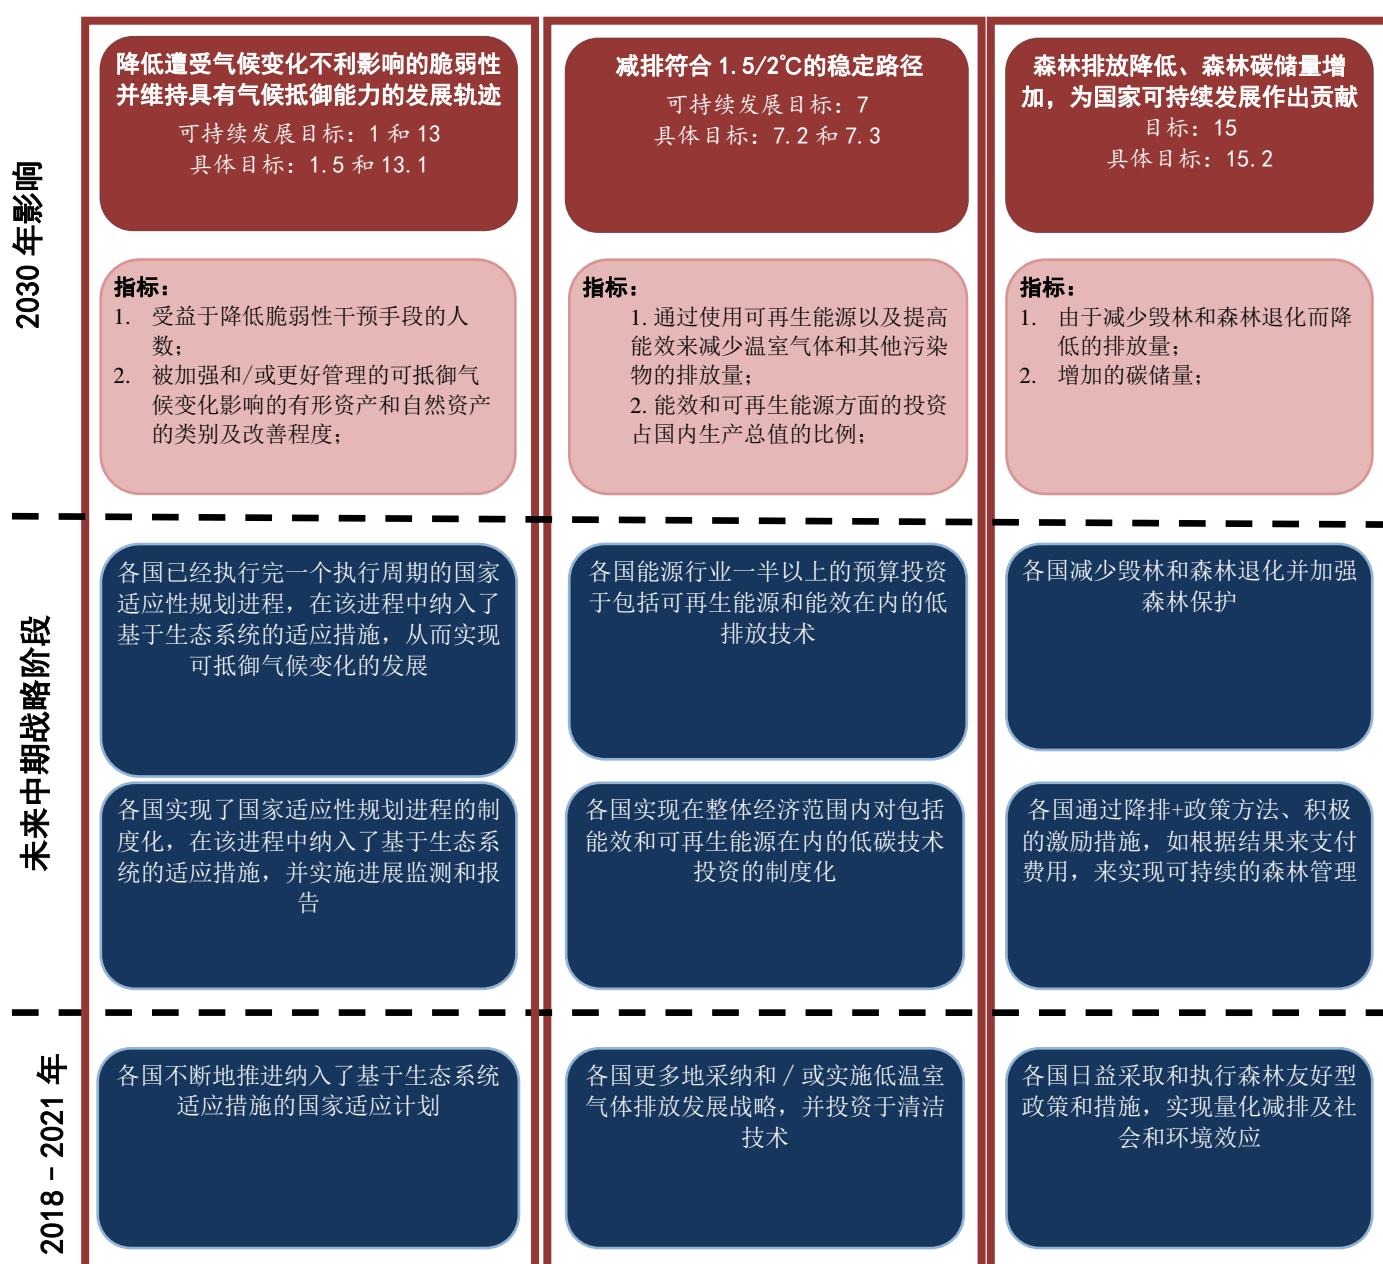 2030 年影响
降低遭受气候变化不利影响的脆弱性
并维持具有气候抵御能力的发展轨迹
可持续发展目标：1 和 13
具体目标：1.5 和 13.1
减排符合 1.5/2℃的稳定路径
可持续发展目标：7
具体目标：7.2 和 7.3
森林排放降低、森林碳储量增
加，为国家可持续发展作出贡献
目标：15
具体目标：15.2
指标：
1. 受益于降低脆弱性干预手段的人
数；
2. 被加强和/或更好管理的可抵御气
候变化影响的有形资产和自然资产
的类别及改善程度；
指标：
1. 通过使用可再生能源以及提高
能效来减少温室气体和其他污染
物的排放量；
2. 能效和可再生能源方面的投资
占国内生产总值的比例；
指标：
1. 由于减少毁林和森林退化而降
低的排放量；
2. 增加的碳储量；
未来中期战略阶段
各国已经执行完一个执行周期的国家
适应性规划进程，在该进程中纳入了
基于生态系统的适应措施，从而实现
可抵御气候变化的发展
各国能源行业一半以上的预算投资
于包括可再生能源和能效在内的低
排放技术
各国减少毁林和森林退化并加强
森林保护
各国实现了国家适应性规划进程的制
度化，在该进程中纳入了基于生态系
统的适应措施，并实施进展监测和报
告
各国实现在整体经济范围内对包括
能效和可再生能源在内的低碳技术
投资的制度化
各国通过降排+政策方法、积极
的激励措施，如根据结果来支付
费用，来实现可持续的森林管理
2018－2021 年
各国不断地推进纳入了基于生态系统
适应措施的国家适应计划
各国更多地采纳和／或实施低温室
气体排放发展战略，并投资于清洁
技术
各国日益采取和执行森林友好型
政策和措施，实现量化减排及社
会和环境效应